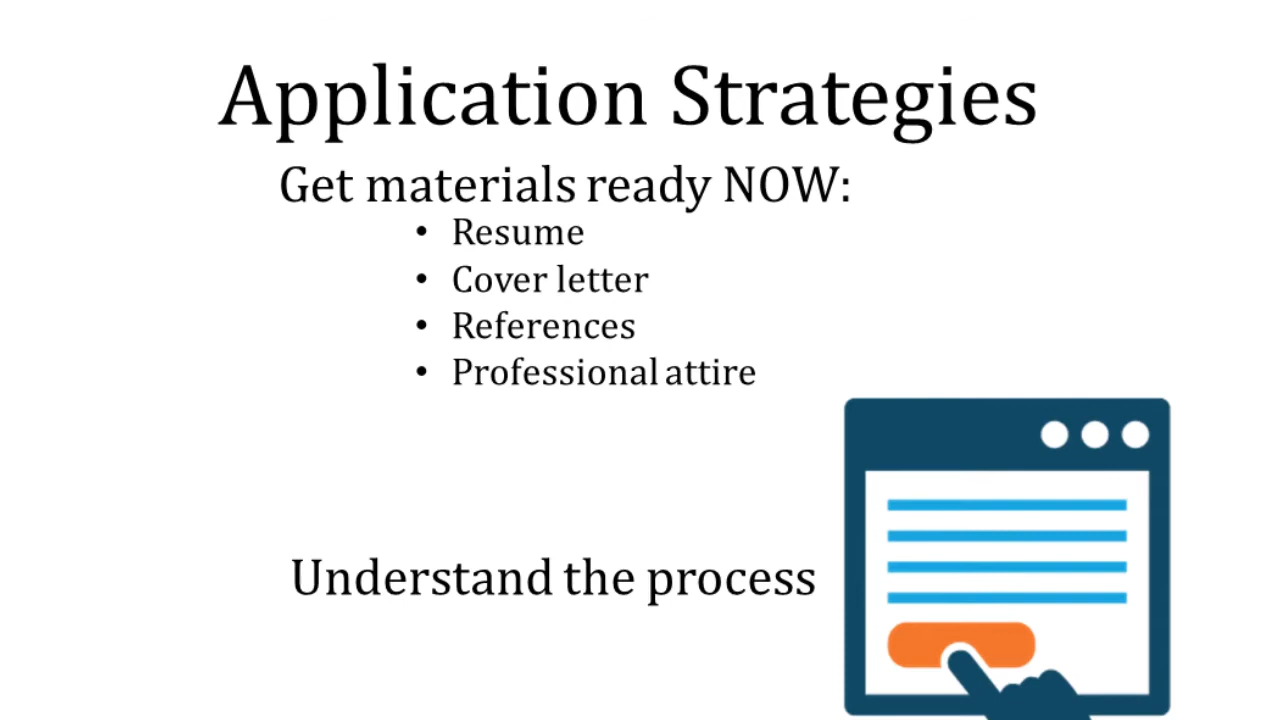 Application Strategies
Get materials ready NOW:
• Resume
• Cover letter
• References
• Professional attire
Understand the process